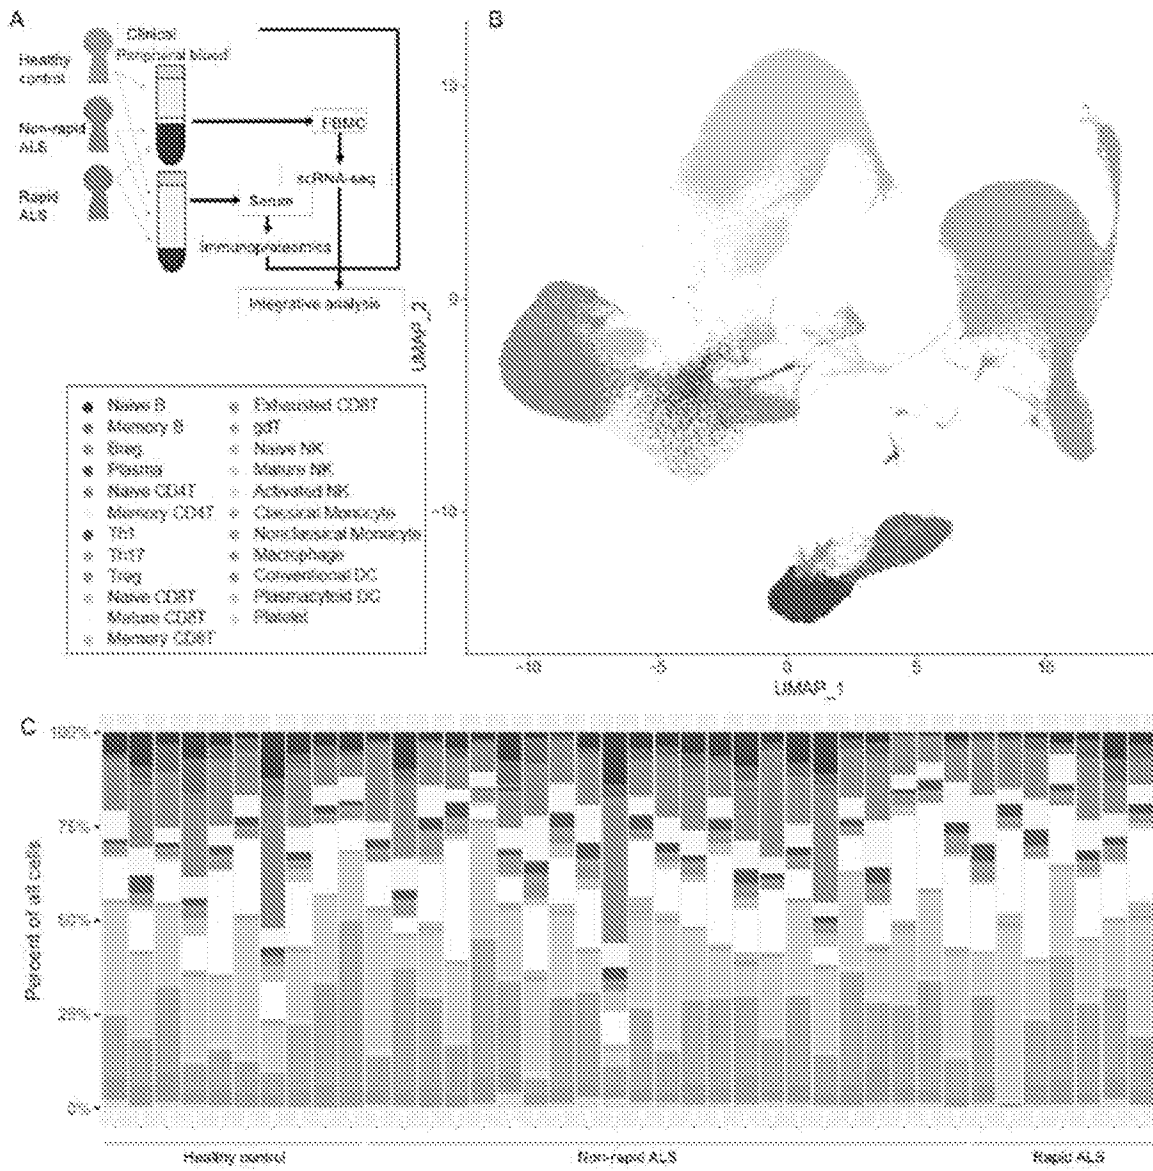 A
Clinical
Peripheral blood
Healthy
control
Non-rapid
ALS
Rapid
ALS
PBMC
scRNA-seq
Serum
Immunoproteomics
Integrative analysis
Naive B
Memory B
Breg
Plasma
Naive CD4T
Memory CD4T
Th1
Th17
Treg
Naive CD8T
Mature CD8T
Memory CD8T
Exhausted CD8T
gdT
Naive NK
Mature NK
Activated NK
Classical Monocyte
Nonclassical Monocyte
Macrophage
Conventional DC
Plasmacytoid DC
Platelet
B
UMAP_2
10
0
-10
-10
-5
0
5
10
UMAP_1
C
Percent of all cells
100%
75%
50%
25%
0%
Healthy control
Non-rapid ALS
Rapid ALS